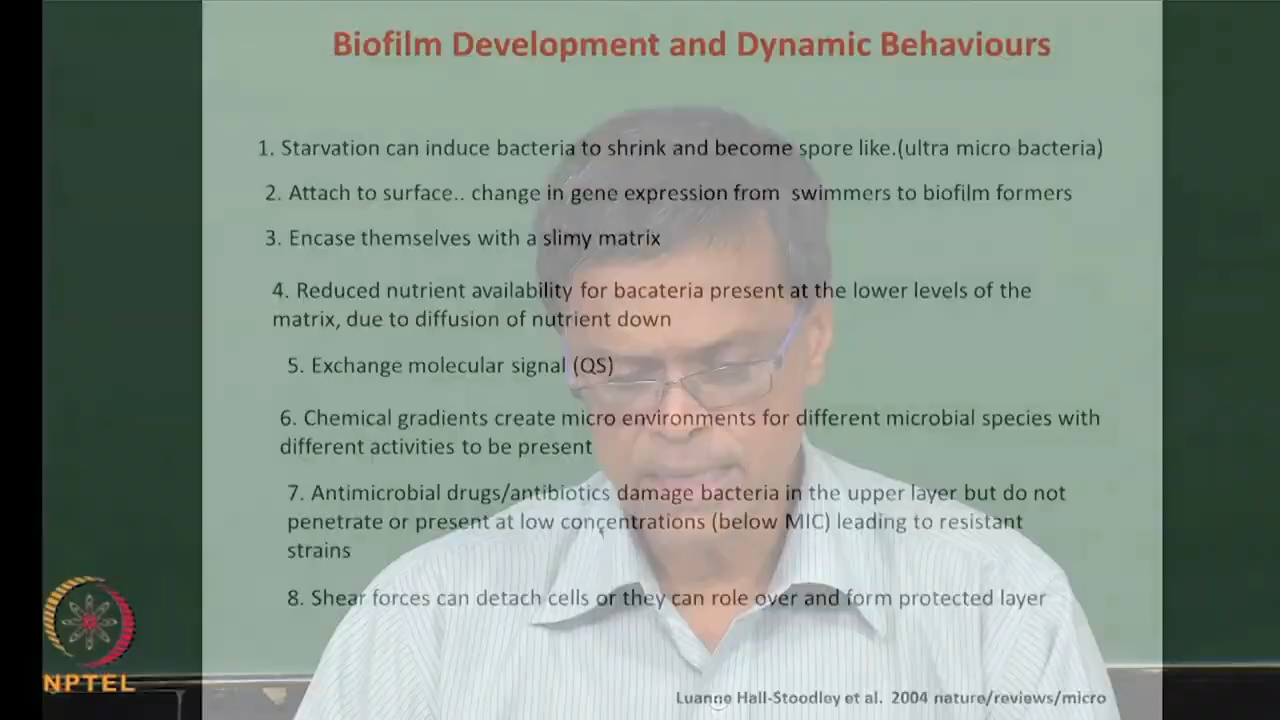 Biofilm Development and Dynamic Behaviours
1. Starvation can induce bacteria to shrink and become spore like.(ultra micro bacteria)
2. Attach to surface.. change in gene expression from swimmers to biofilm formers
3. Encase themselves with a slimy matrix
4. Reduced nutrient availability for bacateria present at the lower levels of the
matrix, due to diffusion of nutrient down
5. Exchange molecular signal (QS)
6. Chemical gradients create micro environments for different microbial species with
different activities to be present
7. Antimicrobial drugs/antibiotics damage bacteria in the upper layer but do not
penetrate or present at low concentrations (below MIC) leading to resistant
strains
8. Shear forces can detach cells or they can role over and form protected layer
NPTEL
Luanne Hall-Stoodley et al. 2004 nature/reviews/micro